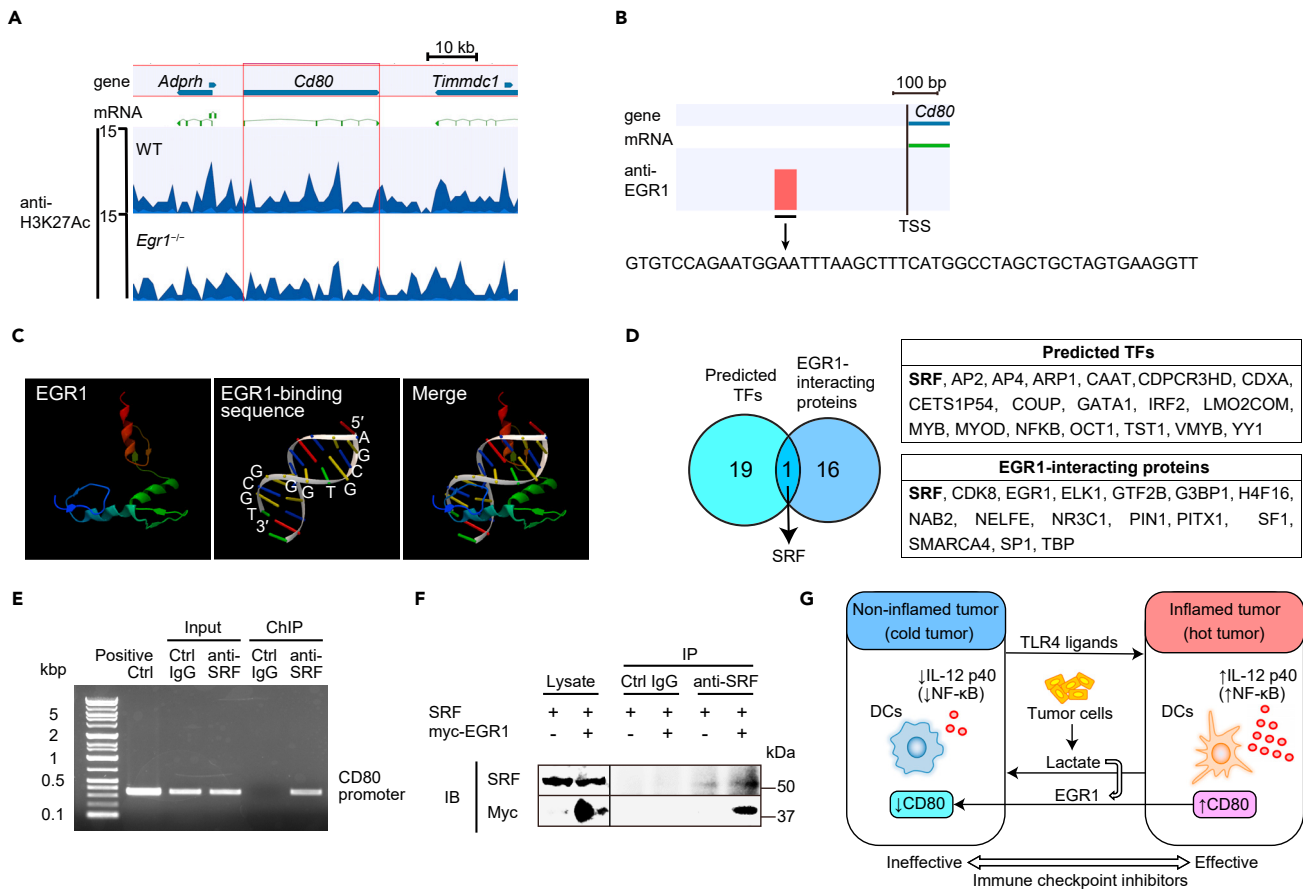 A
10 kb
gene
Adprh
Cd80
Timmdc1
mRNA
15
WT
anti-
H3K27Ac
15
Egr1–/–
B
100 bp
gene
Cd80
mRNA
anti-
EGR1
TSS
GTGTCCAGAATGGAATTTAAGCTTTCATGGCCTAGCTGCTAGTGAAGGTT
C
EGR1
EGR1-binding
sequence
5′
A
G
C
G
T
G
G
C
G
G
T
3′
Merge
D
Predicted
TFs
EGR1-
interacting
proteins
19
1
16
SRF
Predicted TFs
SRF, AP2, AP4, ARP1, CAAT, CDPCR3HD, CDXA,
CETS1P54, COUP, GATA1, IRF2, LMO2COM,
MYB, MYOD, NFKB, OCT1, TST1, VMYB, YY1
EGR1-interacting proteins
SRF, CDK8, EGR1, ELK1, GTF2B, G3BP1, H4F16,
NAB2, NELFE, NR3C1, PIN1, PITX1, SF1,
SMARCA4, SP1, TBP
E
Input
ChIP
kbp
Positive
Ctrl
Ctrl
IgG
anti-
SRF
Ctrl
IgG
anti-
SRF
5
2
1
0.5
0.1
CD80
promoter
F
IP
Lysate
Ctrl IgG
anti-SRF
SRF
+ + + + + +
myc-EGR1
- + - + - +
kDa
IB
SRF
50
Myc
37
G
Non-inflamed tumor
(cold tumor)
Inflamed tumor
(hot tumor)
TLR4 ligands
↓IL-12 p40
(↓NF-κB)
DCs
Tumor cells
↑IL-12 p40
(↑NF-κB)
DCs
Lactate
EGR1
↓CD80
↑CD80
Ineffective
Effective
Immune checkpoint inhibitors